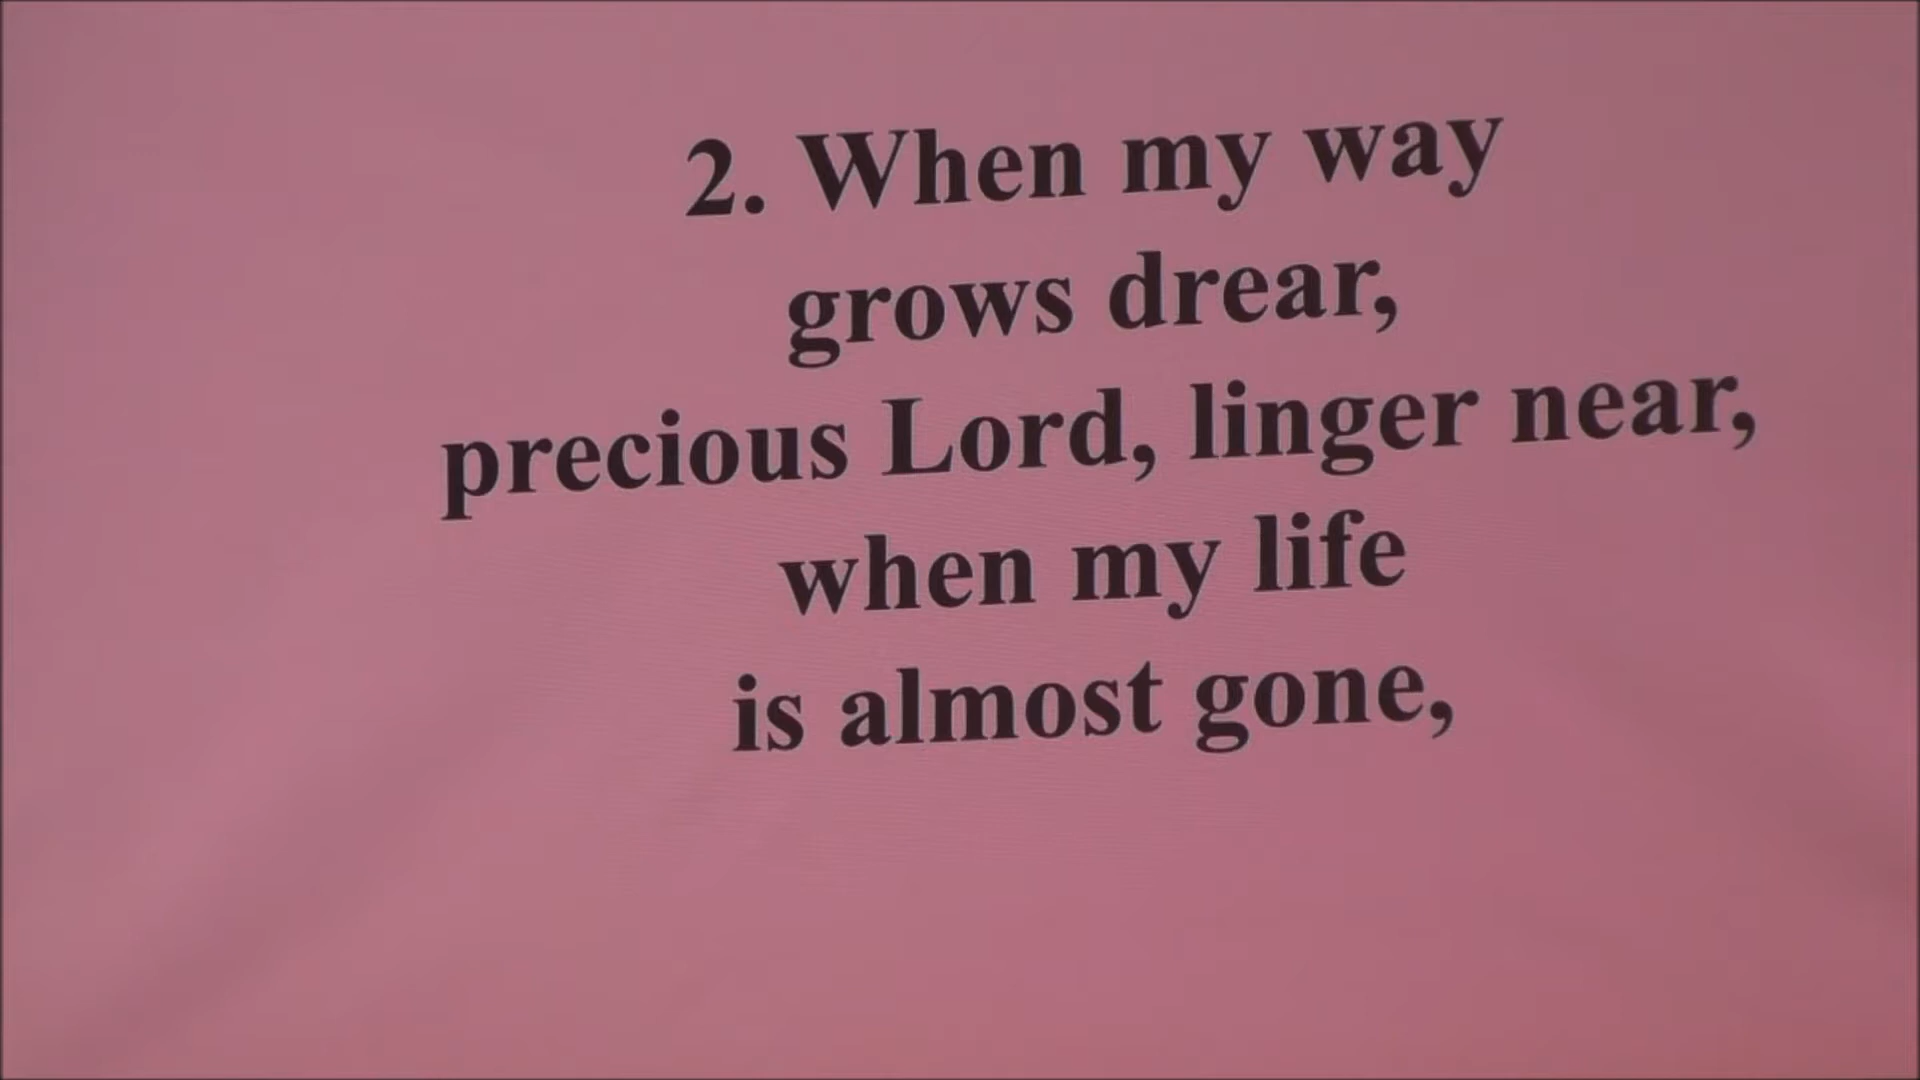 2. When my way
grows drear,
precious Lord, linger near,
when my life
is almost gone,